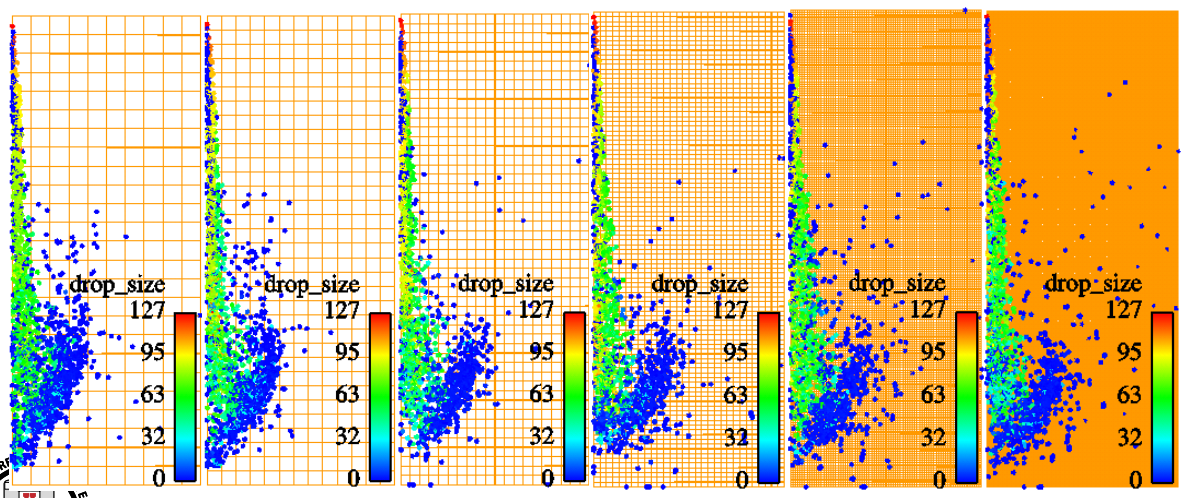 drop_size drop_size drop_size drop_size drop_size drop_size
127 127 127 127 127 127
95 95 95 95 95 95
63 63 63 63 63 63
32 32 32 32 32 32
0 0 0 0 0 0